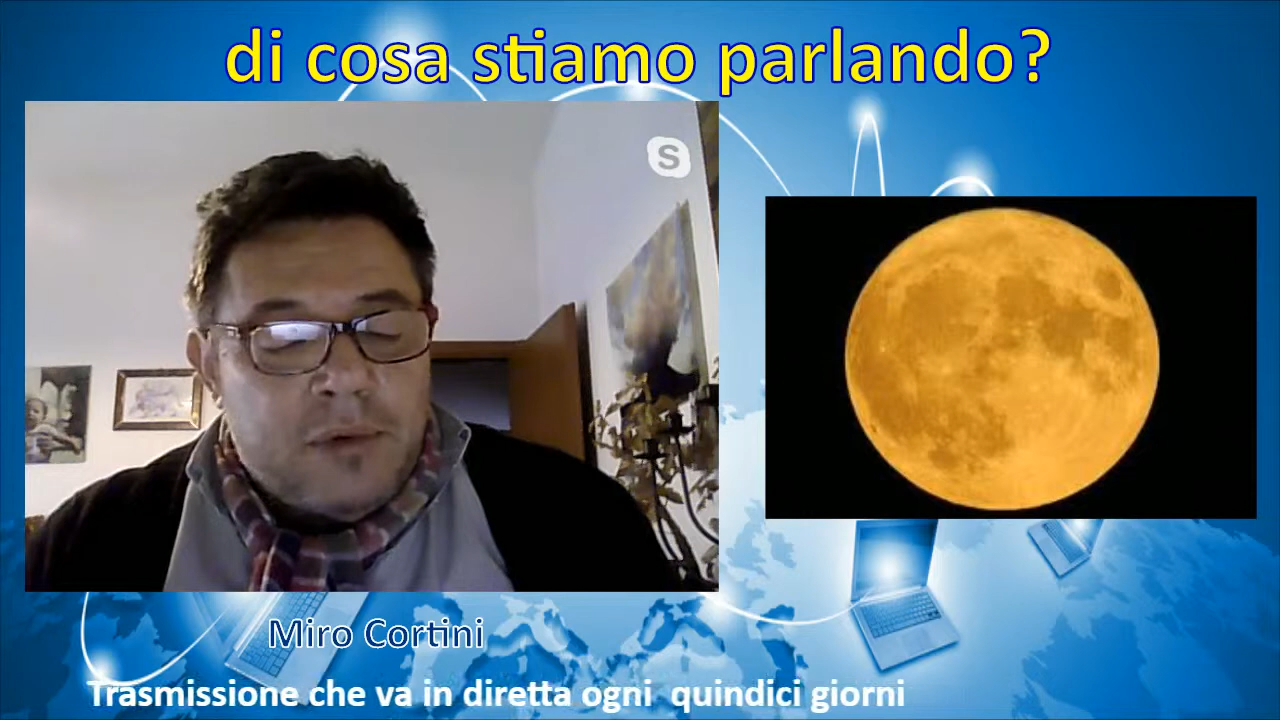 di cosa stiamo parlando?
S
Miro Cortini
Trasmissione che va in diretta ogni quindici giorni